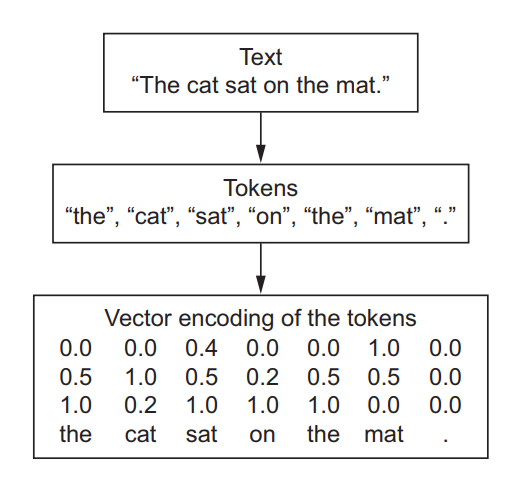 Text
“The cat sat on the mat.”
Tokens
“the”, “cat”, “sat”, “on”, “the”, “mat”, “.”
Vector encoding of the tokens
0.0 0.0 0.4 0.0 0.0 1.0 0.0
0.5 1.0 0.5 0.2 0.5 0.5 0.0
1.0 0.2 1.0 1.0 1.0 0.0 0.0
the cat sat on the mat .